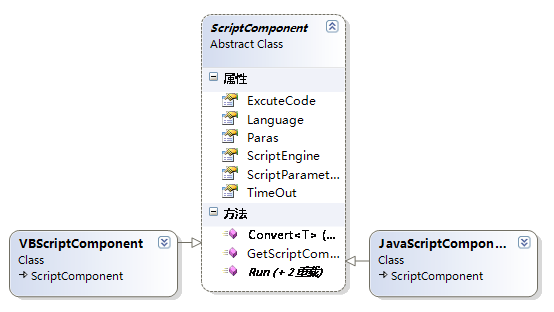 ScriptComponent
Abstract Class
属性
ExcuteCode
Language
Paras
ScriptEngine
ScriptParamet...
TimeOut
方法
Convert<T> (...
GetScriptCom...
Run (+ 2 重载)
VBScriptComponent
Class
ScriptComponent
JavaScriptCompon...
Class
ScriptComponent